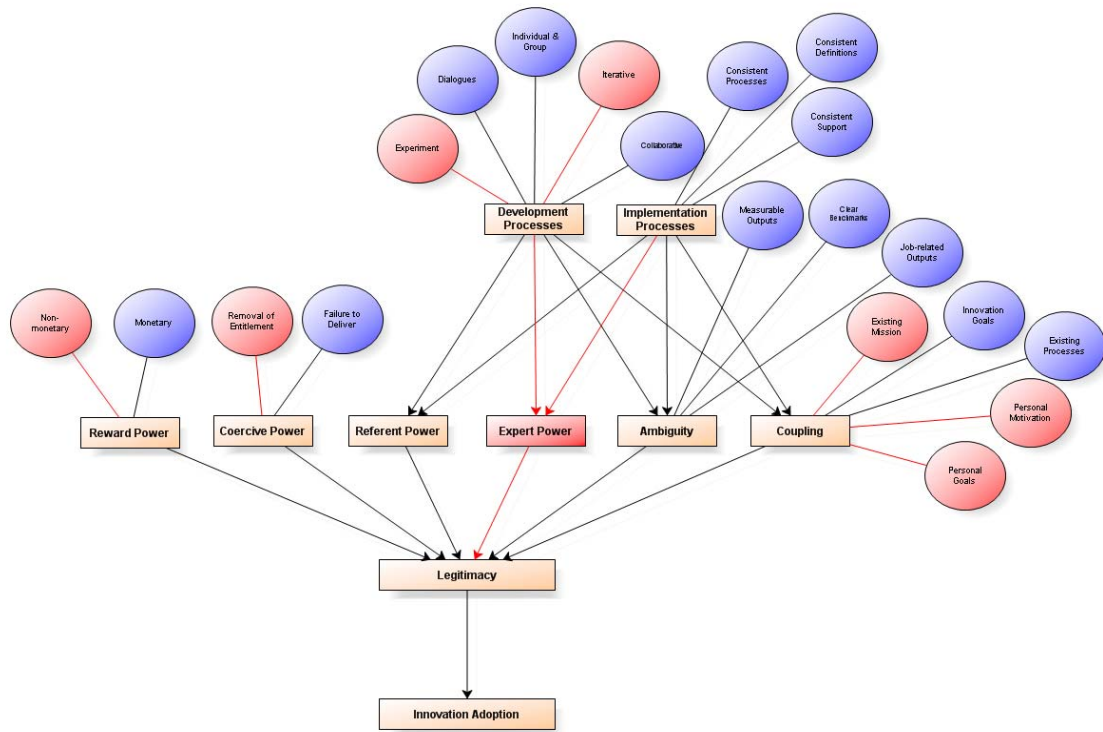 Individual &
Group
Consistent
Definitions
Dialogues
Iterative
Consistent
Processes
Consistent
Support
Experiment
Collaborative
Development
Processes
Implementation
Processes
Measurable
Outputs
Clear
Benchmarks
Job-related
Outputs
Non-
monetary
Monetary
Removal of
Entitlement
Failure to
Deliver
Existing
Mission
Innovation
Goals
Existing
Processes
Personal
Motivation
Reward Power
Coercive Power
Referent Power
Expert Power
Ambiguity
Coupling
Personal
Goals
Legitimacy
Innovation Adoption